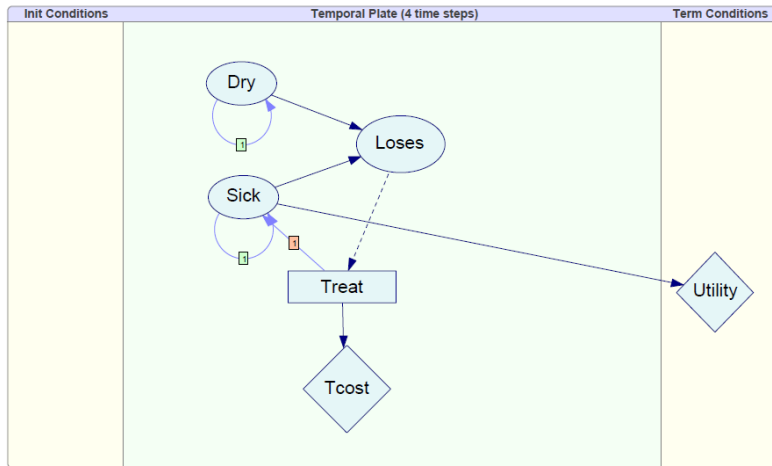 Init Conditions
Temporal Plate (4 time steps)
Term Conditions
Dry
1
Loses
Sick
1
1
Treat
Utility
Tcost